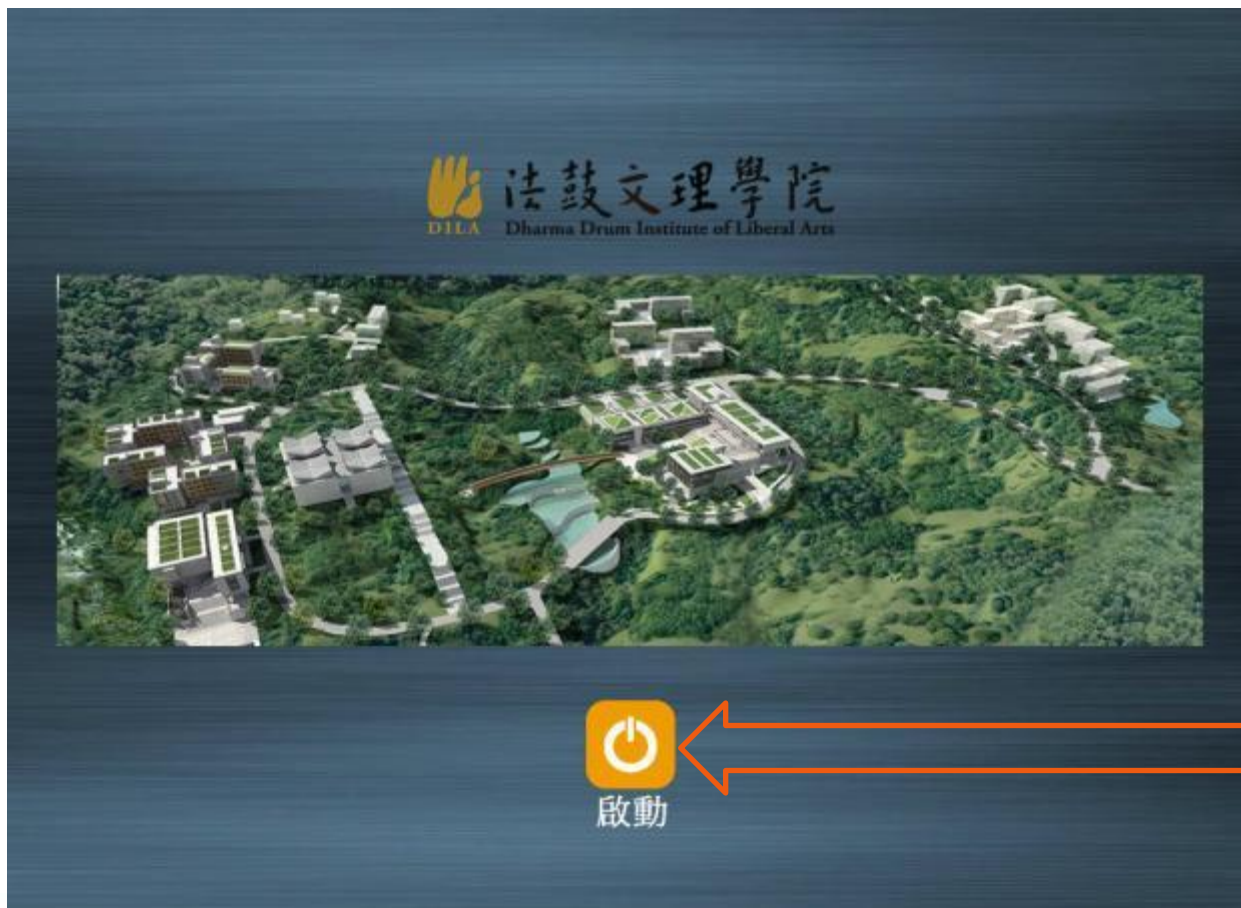 法鼓文理學院
DILA Dharma Drum Institute of Liberal Arts
啟動